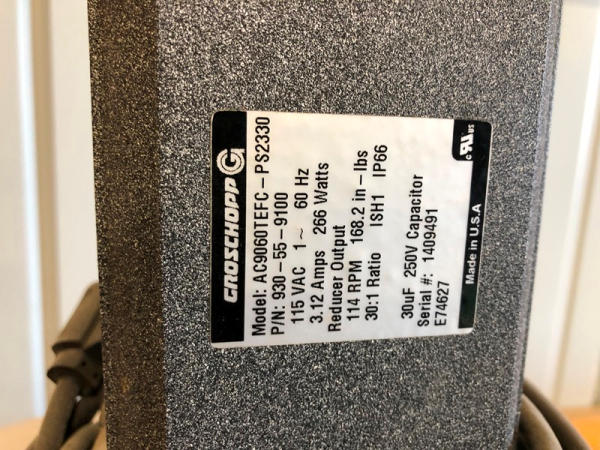 GROSCHOPP G
Model: AC9060TEFC-PS2330
P/N: 930-55-9100
115 VAC 1~ 60 Hz
3.12 Amps 266 Watts
Reducer Output
114 RPM 168.2 in-lbs
30:1 Ratio ISH1 IP66
30uF 250V Capacitor
Serial #: 1409491
E74627
Made in U.S.A
c RU us